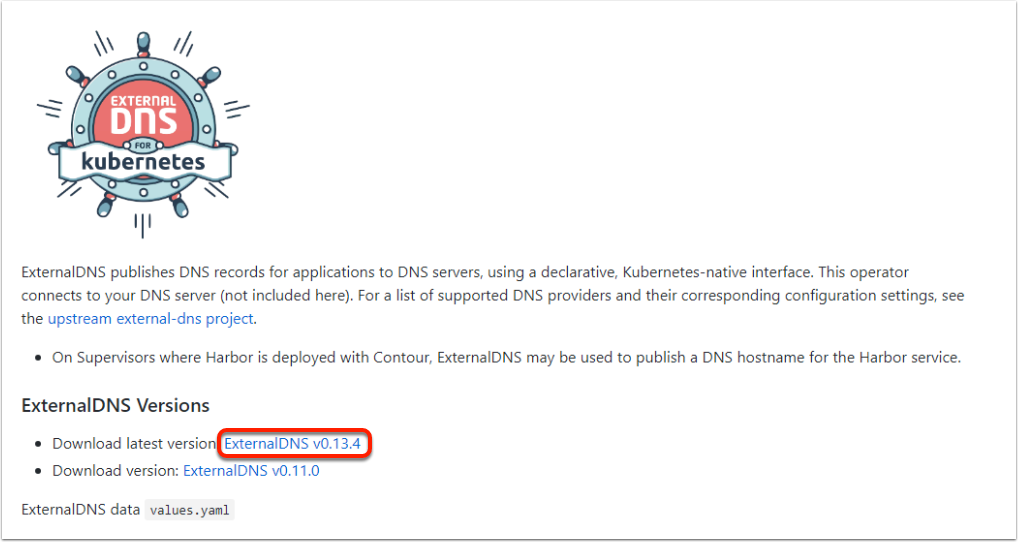 EXTERNAL
DNS
FOR
kubernetes
ExternalDNS publishes DNS records for applications to DNS servers, using a declarative, Kubernetes-native interface. This operator
connects to your DNS server (not included here). For a list of supported DNS providers and their corresponding configuration settings, see
the upstream external-dns project.
• On Supervisors where Harbor is deployed with Contour, ExternalDNS may be used to publish a DNS hostname for the Harbor service.
ExternalDNS Versions
• Download latest version ExternalDNS v0.13.4
• Download version: ExternalDNS v0.11.0
ExternalDNS data values.yaml